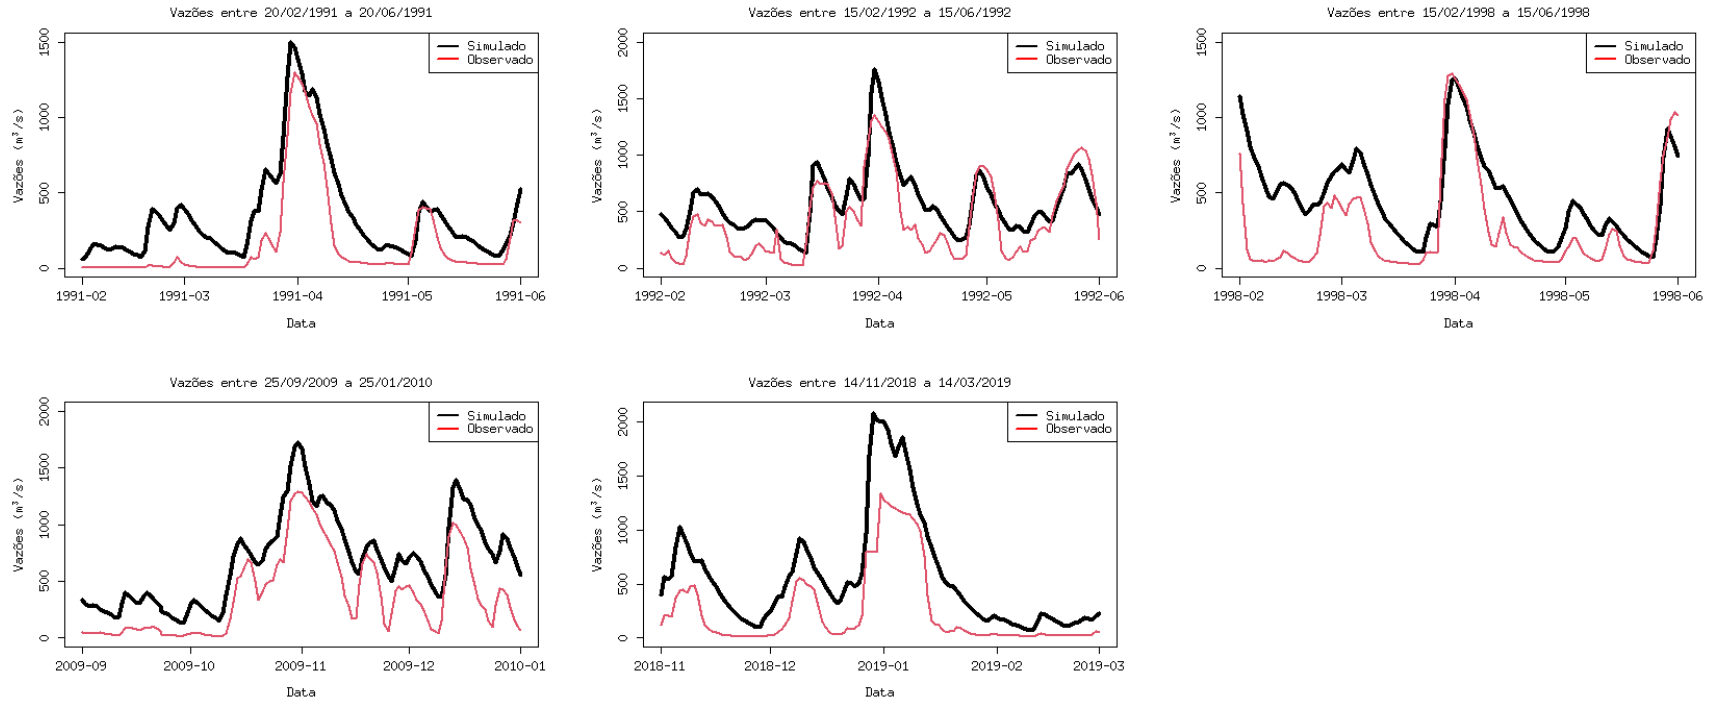 Vazões entre 20/02/1991 a 20/06/1991
Vazões (m³/s)
1500
1000
500
0
Simulado
Observado
1991-02
1991-03
1991-04
1991-05
1991-06
Data
Vazões entre 15/02/1992 a 15/06/1992
Vazões (m³/s)
2000
1500
1000
500
0
Simulado
Observado
1992-02
1992-03
1992-04
1992-05
1992-06
Data
Vazões entre 15/02/1998 a 15/06/1998
Vazões (m³/s)
1500
1000
500
0
Simulado
Observado
1998-02
1998-03
1998-04
1998-05
1998-06
Data
Vazões entre 25/09/2009 a 25/01/2010
Vazões (m³/s)
2000
1500
1000
500
0
Simulado
Observado
2009-09
2009-10
2009-11
2009-12
2010-01
Data
Vazões entre 14/11/2018 a 14/03/2019
Vazões (m³/s)
2000
1500
1000
500
0
Simulado
Observado
2018-11
2018-12
2019-01
2019-02
2019-03
Data